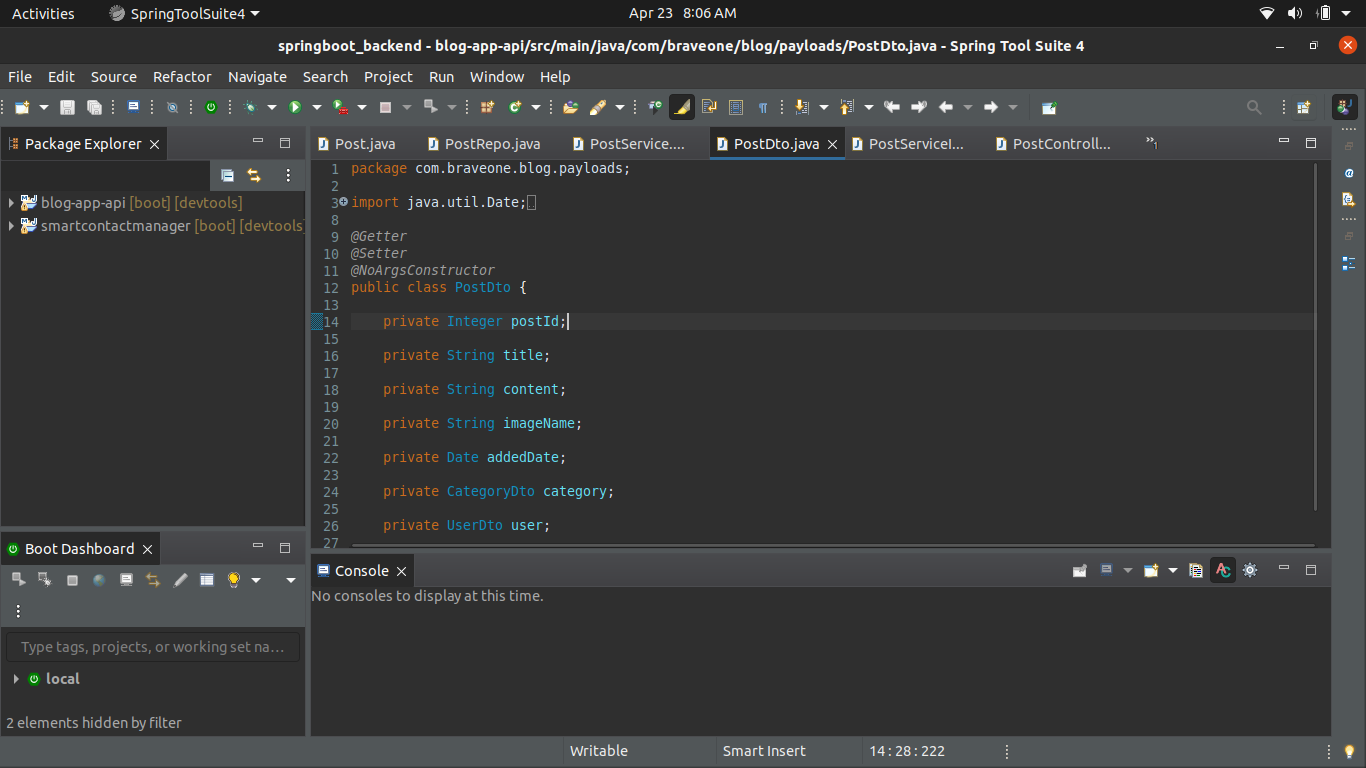 Activities SpringToolSuite4 Apr 23 8:06 AM
springboot_backend - blog-app-api/src/main/java/com/braveone/blog/payloads/PostDto.java - Spring Tool Suite 4
File Edit Source Refactor Navigate Search Project Run Window Help
Package Explorer
blog-app-api [boot] [devtools]
smartcontactmanager [boot] [devtools
Post.java PostRepo.java PostService.... PostDto.java PostServiceI... PostControll... »1
1 package com.braveone.blog.payloads;
2
3 import java.util.Date;
8
9 @Getter
10 @Setter
11 @NoArgsConstructor
12 public class PostDto {
13
14 private Integer postId;
15
16 private String title;
17
18 private String content;
19
20 private String imageName;
21
22 private Date addedDate;
23
24 private CategoryDto category;
25
26 private UserDto user;
27
Boot Dashboard
Type tags, projects, or working set na...
local
2 elements hidden by filter
Console
No consoles to display at this time.
Writable Smart Insert 14 : 28 : 222